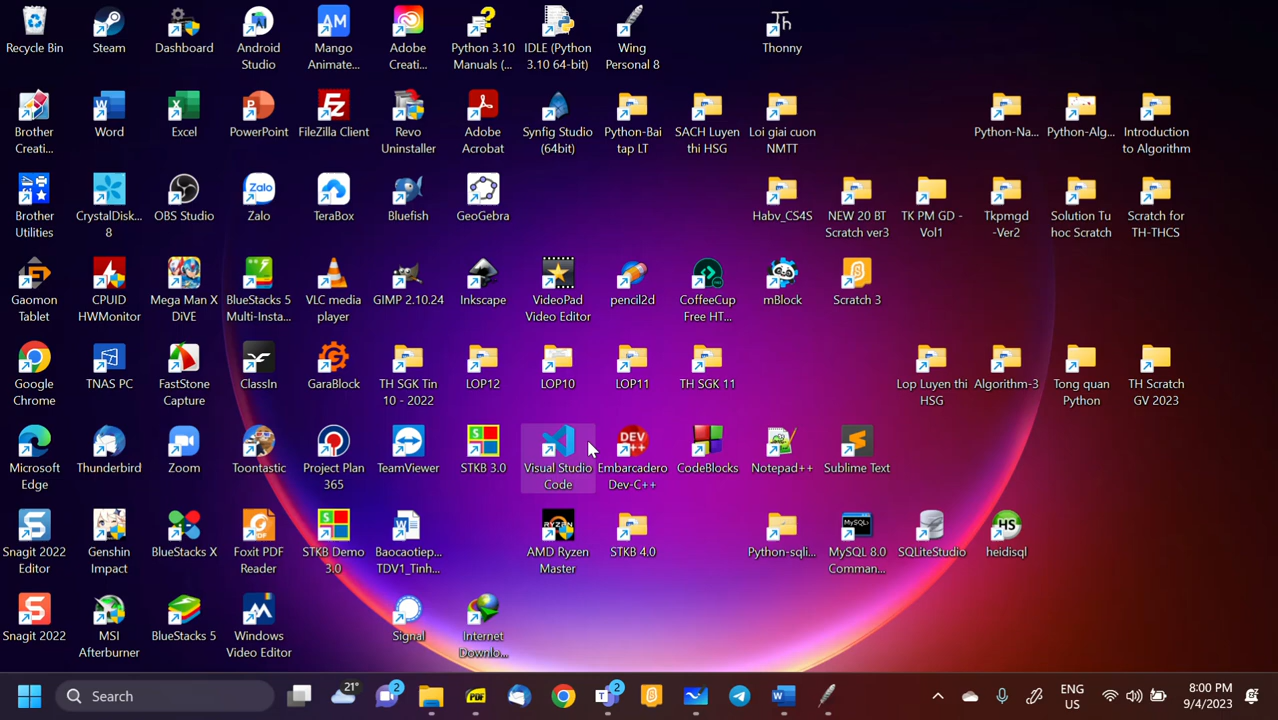 Recycle Bin
Steam
Dashboard
Android
Studio
Mango
Animate...
Adobe
Creati...
Python 3.10
Manuals (...
IDLE (Python
3.10 64-bit)
Wing
Personal 8
Th
Thonny
Brother
Creati...
Word
Excel
PowerPoint
FileZilla Client
Revo
Uninstaller
Adobe
Acrobat
Synfig Studio
(64bit)
Python-Bai
tap LT
SACH Luyen
thi HSG
Loi giai cuon
NMTT
Python-Na...
Python-Alg...
Introduction
to Algorithm
Brother
Utilities
CrystalDisk...
8
OBS Studio
Zalo
Zalo
TeraBox
Bluefish
GeoGebra
Habv_CS4S
NEW 20 BT
Scratch ver3
TK PM GD -
Vol1
Tkpmgd
-Ver2
Solution Tu
hoc Scratch
Scratch for
TH-THCS
Gaomon
Tablet
CPUID
HWMonitor
Mega Man X
DiVE
BlueStacks 5
Multi-Insta...
VLC media
player
GIMP 2.10.24
Inkscape
VideoPad
Video Editor
pencil2d
CoffeeCup
Free HT...
mBlock
Scratch 3
Google
Chrome
TNAS PC
FastStone
Capture
ClassIn
GaraBlock
TH SGK Tin
10 - 2022
LOP12
LOP10
LOP11
TH SGK 11
Lop Luyen thi
HSG
Algorithm-3
Tong quan
Python
TH Scratch
GV 2023
Microsoft
Edge
Thunderbird
Zoom
Toontastic
Project Plan
365
TeamViewer
STKB 3.0
Visual Studio
Code
DEV
Embarcadero
Dev-C++
CodeBlocks
Notepad++
Sublime Text
Snagit 2022
Editor
Genshin
Impact
BlueStacks X
Foxit PDF
Reader
STKB Demo
3.0
Baocaotiep...
TDV1_Tinh...
RYZEN
AMD Ryzen
Master
STKB 4.0
Python-sqli...
MySQL
MySQL 8.0
Comman...
SQLiteStudio
HS
heidisql
Snagit 2022
MSI
Afterburner
BlueStacks 5
Windows
Video Editor
Signal
Internet
Downlo...
Search
21°
2
PDF
2
ENG
US
8:00 PM
9/4/2023